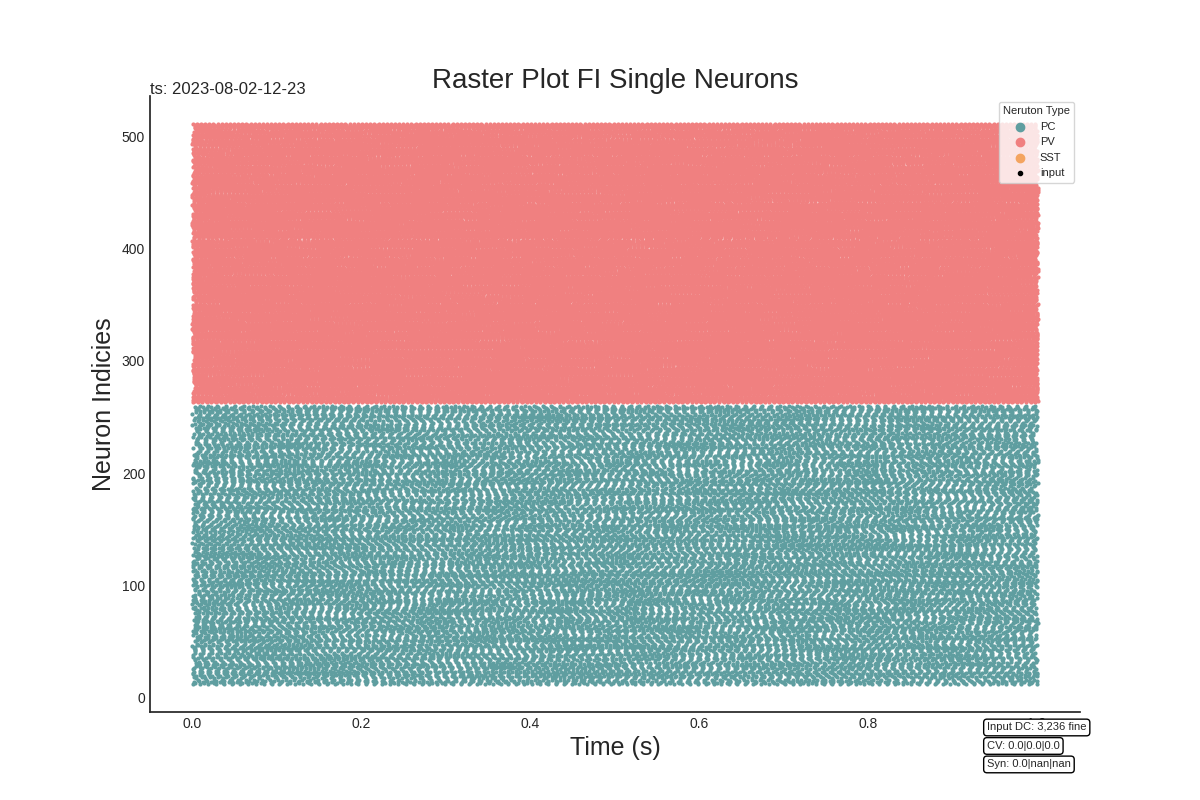 Raster Plot FI Single Neurons
ts: 2023-08-02-12-23
Neruton Type
PC
PV
SST
input
Neuron Indicies
500
400
300
200
100
0
0.0
0.2
0.4
0.6
0.8
Time (s)
Input DC: 3,236 fine
CV: 0.0|0.0|0.0
Syn: 0.0|nan|nan